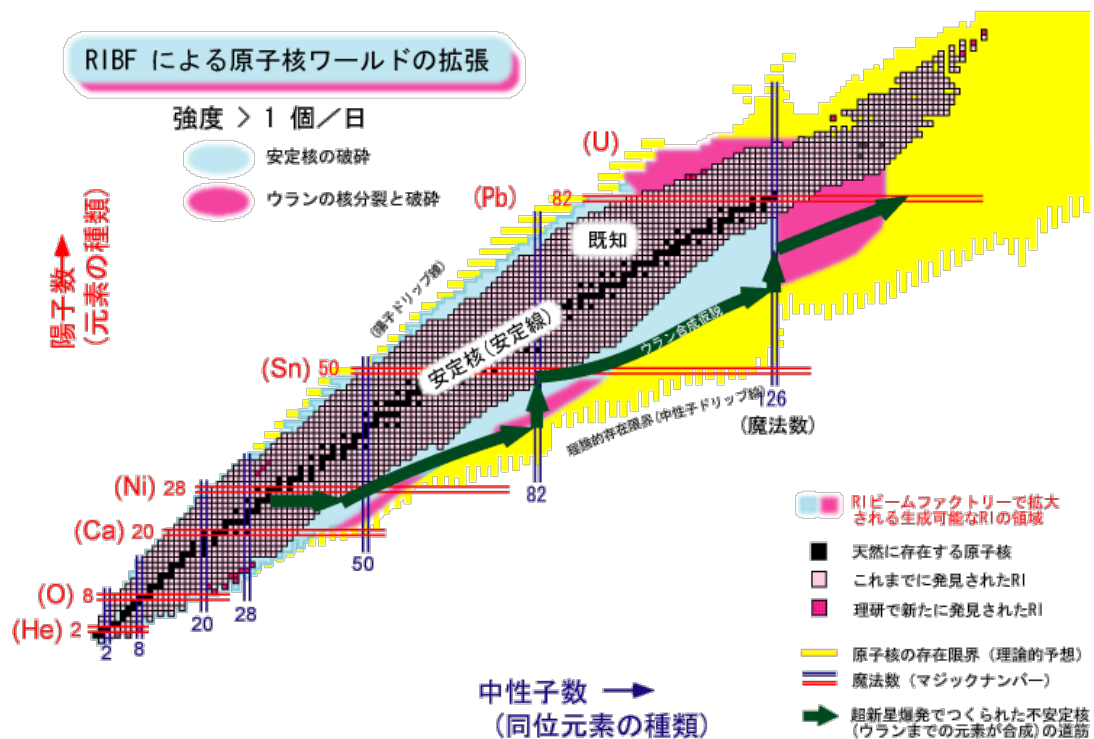 RIBF による原子核ワールドの拡張
強度 > 1 個/日
安定核の破砕
ウランの核分裂と破砕
陽子数→
(元素の種類)
(U)
(Pb) 82
既知
(陽子ドリップ線)
安定核(安定線)
ウラン合成仮説
(Sn) 50
理論的存在限界(中性子ドリップ線)
126
(魔法数)
(Ni) 28
82
(Ca) 20
50
(O) 8
28
20
(He) 2
2
8
中性子数 →
(同位元素の種類)
RIビームファクトリーで拡大
される生成可能なRIの領域
天然に存在する原子核
これまでに発見されたRI
理研で新たに発見されたRI
原子核の存在限界(理論的予想)
魔法数(マジックナンバー)
超新星爆発でつくられた不安定核
(ウランまでの元素が合成)の道筋